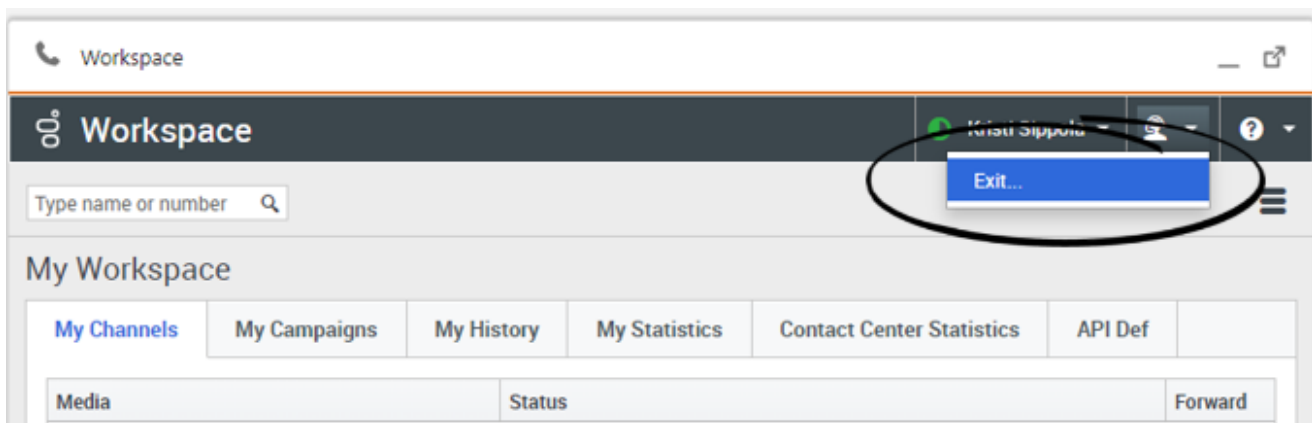 Workspace
Workspace Kristi Sippola ?
Exit...
Type name or number
My Workspace
My Channels My Campaigns My History My Statistics Contact Center Statistics API Def
Media Status Forward